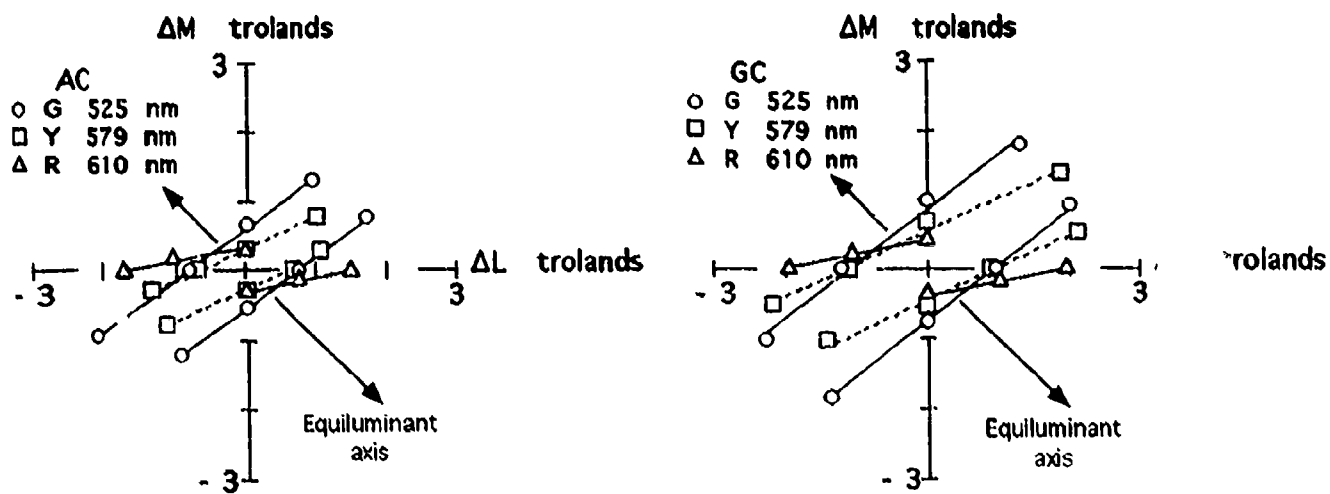 ΔM trolands
3
AC
G 525 nm
Y 579 nm
R 610 nm
- 3
3
ΔL trolands
Equiluminant
axis
- 3
ΔM trolands
3
GC
G 525 nm
Y 579 nm
R 610 nm
- 3
3
rolands
Equiluminant
axis
- 3